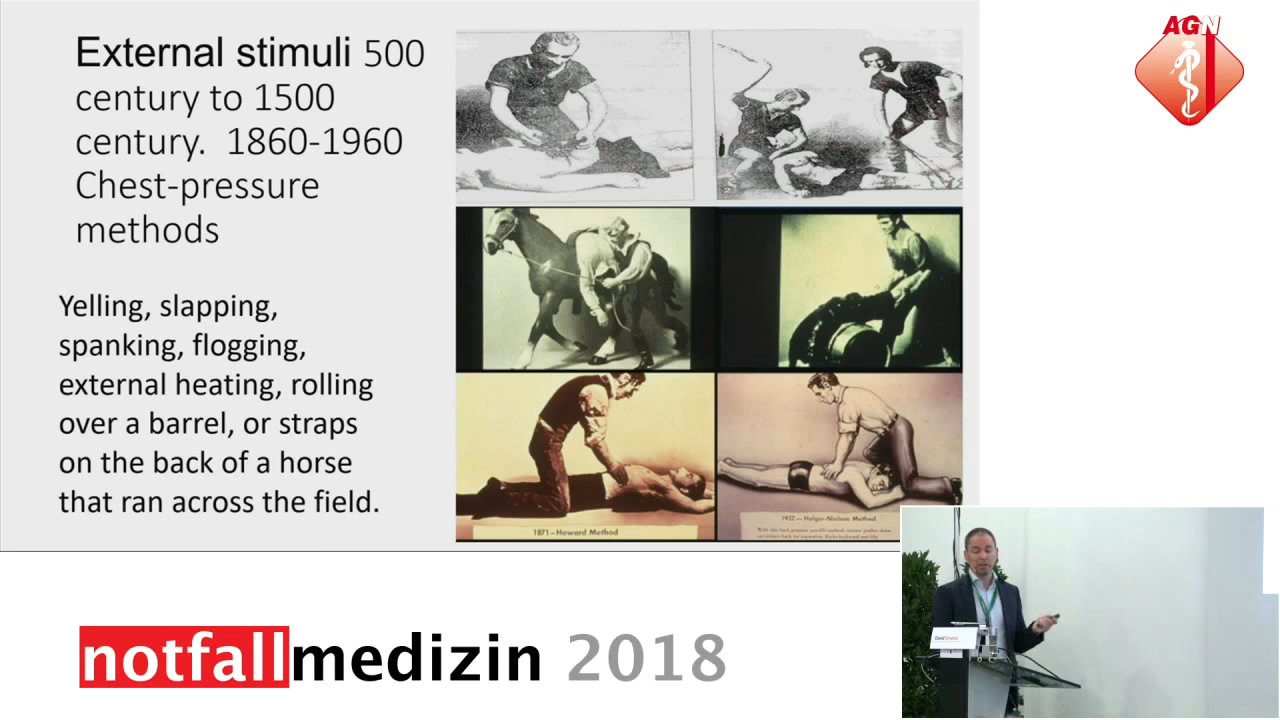 External stimuli 500
century to 1500
century. 1860-1960
Chest-pressure
methods
Yelling, slapping,
spanking, flogging,
external heating, rolling
over a barrel, or straps
on the back of a horse
that ran across the field.
1871—Howard Method
1932—Holger-Nielsen Method
AGN
notfallmedizin 2018